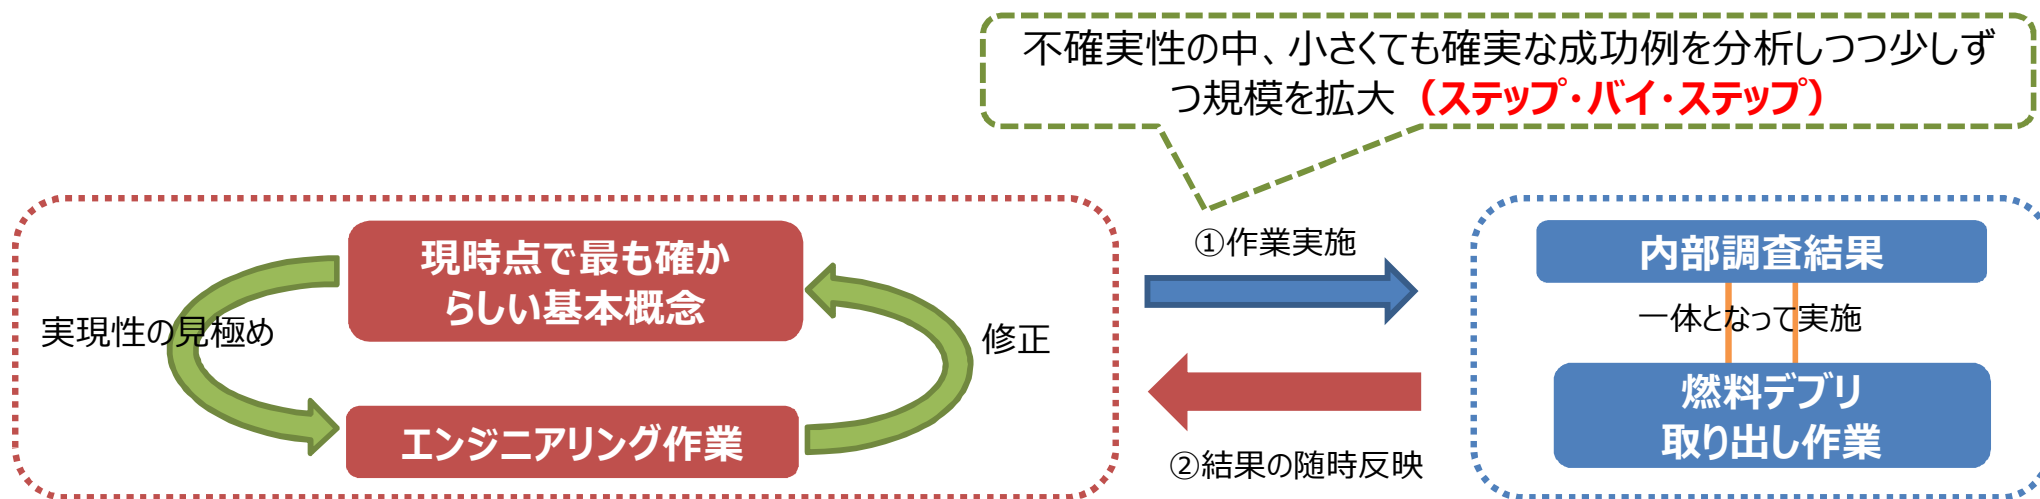 不確実性の中、小さくても確実な成功例を分析しつつ少しず
つ規模を拡大（ステップ・バイ・ステップ）
現時点で最も確か
らしい基本概念
実現性の見極め
修正
エンジニアリング作業
①作業実施
②結果の随時反映
内部調査結果
一体となって実施
燃料デブリ
取り出し作業